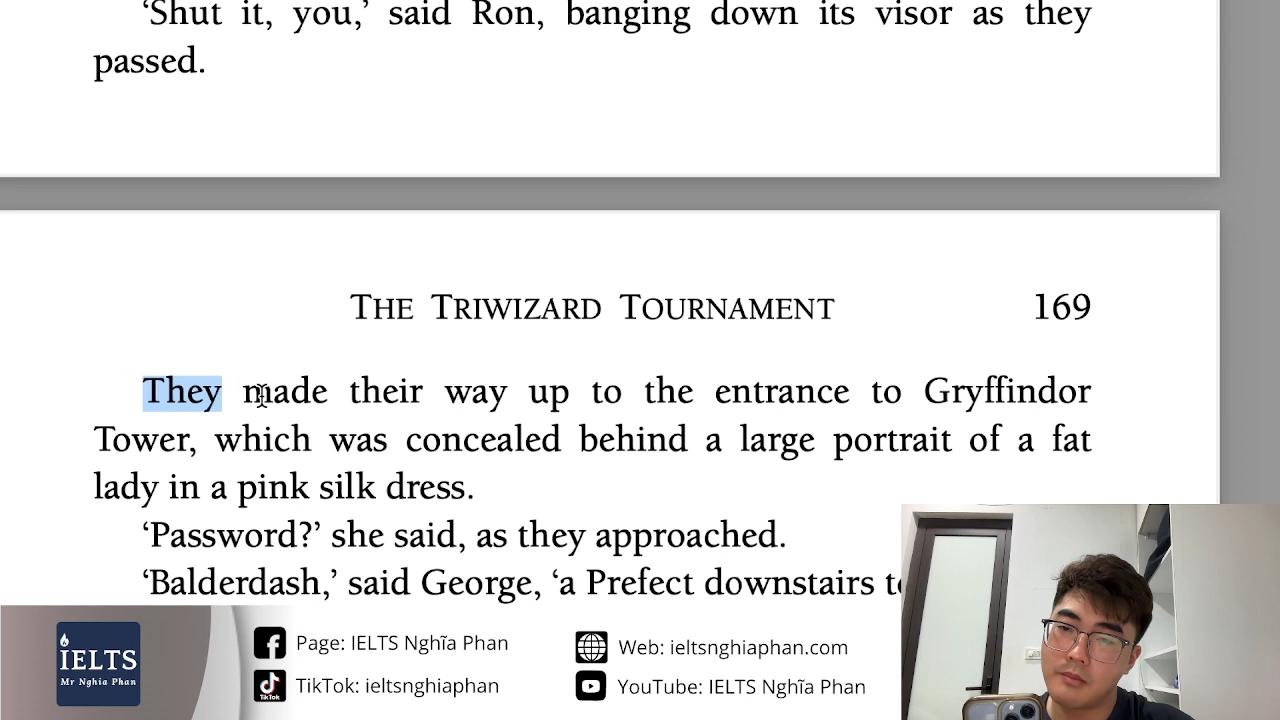 ‘Shut it, you,’ said Ron, banging down its visor as they
passed.
THE TRIWIZARD TOURNAMENT 169
They made their way up to the entrance to Gryffindor
Tower, which was concealed behind a large portrait of a fat
lady in a pink silk dress.
‘Password?’ she said, as they approached.
‘Balderdash,’ said George, ‘a Prefect downstairs
IELTS
Mr Nghia Phan
Page: IELTS Nghĩa Phan
Web: ieltsnghiaphan.com
TikTok
TikTok: ieltsnghiaphan
YouTube: IELTS Nghĩa Phan